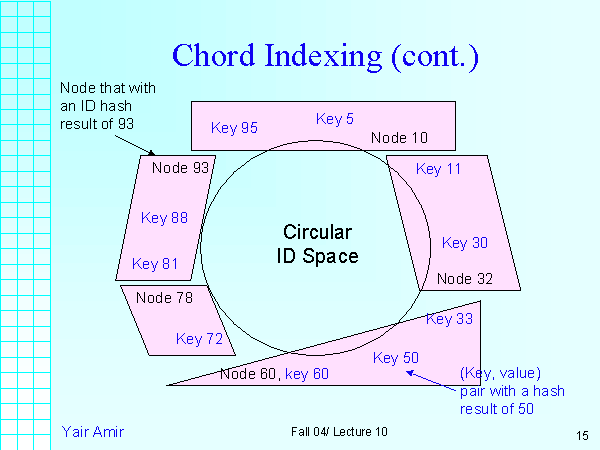 Chord Indexing (cont.)
Node that with
an ID hash
result of 93
Key 95
Key 5
Node 10
Node 93
Key 11
Key 88
Circular
ID Space
Key 30
Key 81
Node 32
Node 78
Key 33
Key 72
Key 50
Node 60, key 60
(Key, value)
pair with a hash
result of 50
Yair Amir
Fall 04/ Lecture 10
15